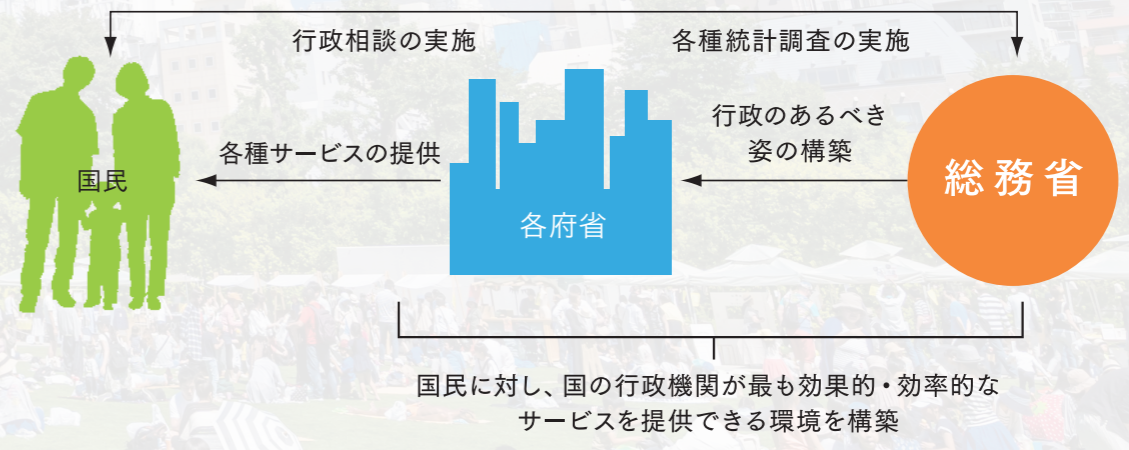 行政相談の実施
各種統計調査の実施
行政のあるべき
姿の構築
各種サービスの提供
国民
総務省
各府省
国民に対し、国の行政機関が最も効果的・効率的な
サービスを提供できる環境を構築